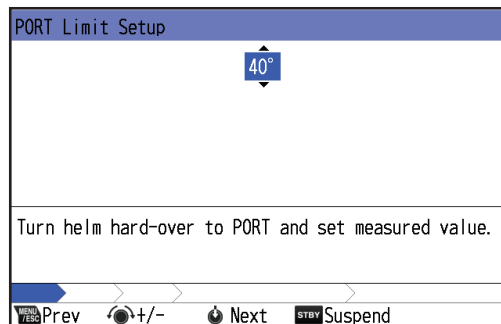 PORT Limit Setup
40°
Turn helm hard-over to PORT and set measured value.
MENU /ESC Prev +/- Next STBY Suspend